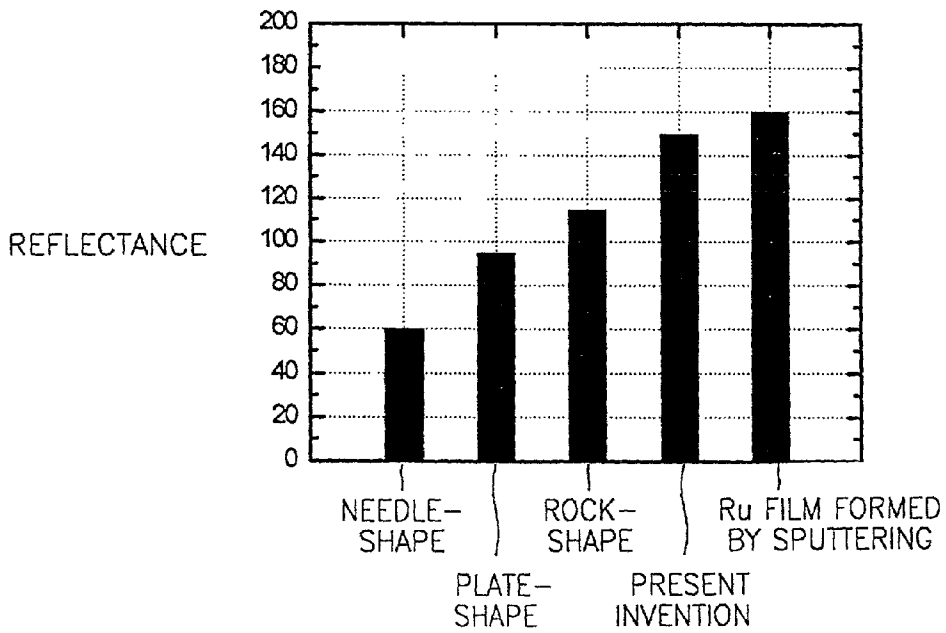 200
180
160
140
120
100
80
60
40
20
0
REFLECTANCE
NEEDLE-
SHAPE
PLATE-
SHAPE
ROCK-
SHAPE
PRESENT
INVENTION
Ru FILM FORMED
BY SPUTTERING